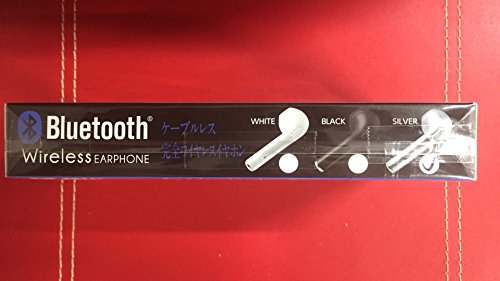 Bluetooth®
Wireless EARPHONE
ケーブルレス
完全ワイヤレスイヤホン
WHITE
BLACK
SILVER